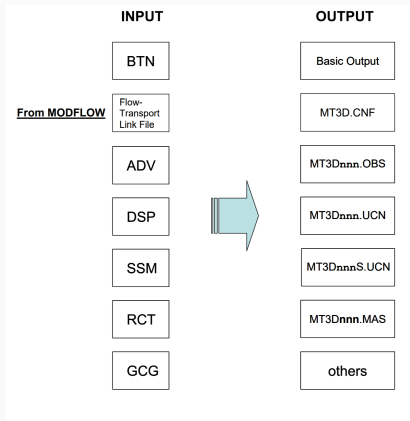 INPUT
OUTPUT
BTN
Basic Output
From MODFLOW
Flow-
Transport
Link File
MT3D.CNF
ADV
MT3Dnnn.OBS
DSP
MT3Dnnn.UCN
SSM
MT3DnnnS.UCN
RCT
MT3Dnnn.MAS
GCG
others